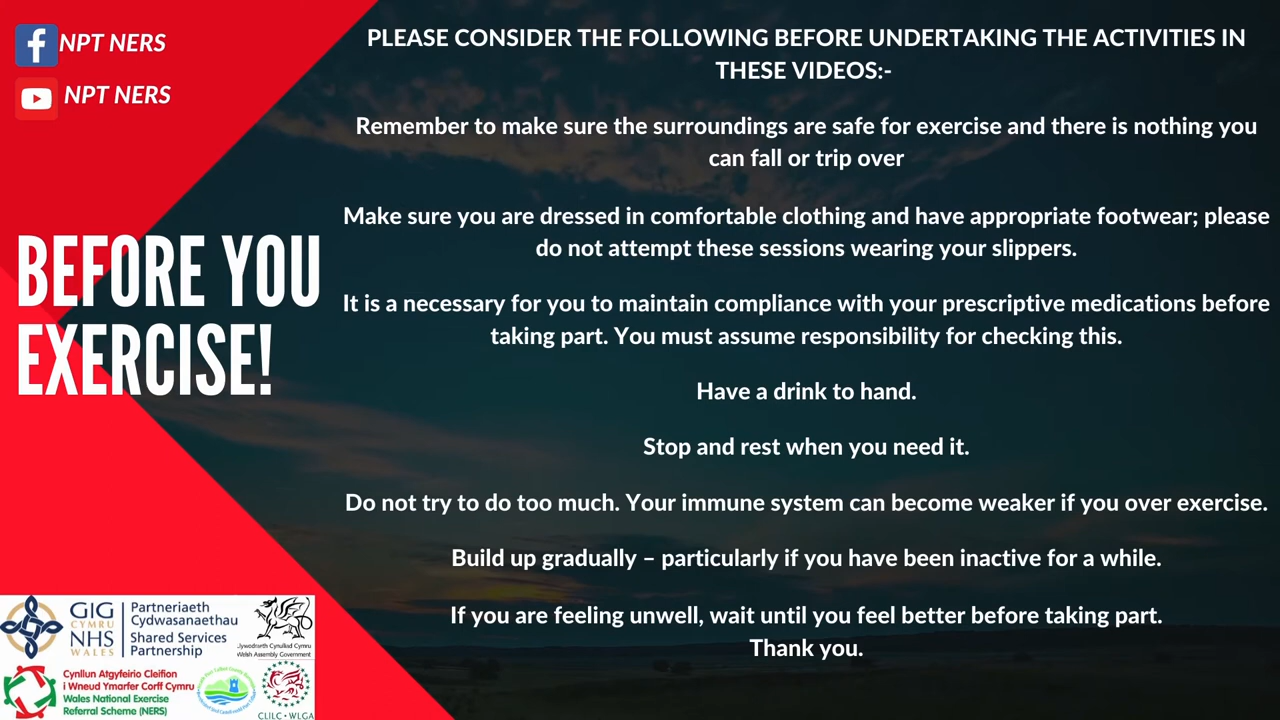 NPT NERS
NPT NERS
BEFORE YOU
EXERCISE!
PLEASE CONSIDER THE FOLLOWING BEFORE UNDERTAKING THE ACTIVITIES IN
THESE VIDEOS:-
Remember to make sure the surroundings are safe for exercise and there is nothing you
can fall or trip over
Make sure you are dressed in comfortable clothing and have appropriate footwear; please
do not attempt these sessions wearing your slippers.
It is a necessary for you to maintain compliance with your prescriptive medications before
taking part. You must assume responsibility for checking this.
Have a drink to hand.
Stop and rest when you need it.
Do not try to do too much. Your immune system can become weaker if you over exercise.
Build up gradually – particularly if you have been inactive for a while.
If you are feeling unwell, wait until you feel better before taking part.
Thank you.
GIG
CYMRU
NHS
WALES
Partneriaeth
Cydwasanaethau
Shared Services
Partnership
Llywodraeth Cynulliad Cymru
Welsh Assembly Government
Cynllun Atgyfeirio Cleifion
i Wneud Ymarfer Corff Cymru
Wales National Exercise
Referral Scheme (NERS)
CLILC • WLGA